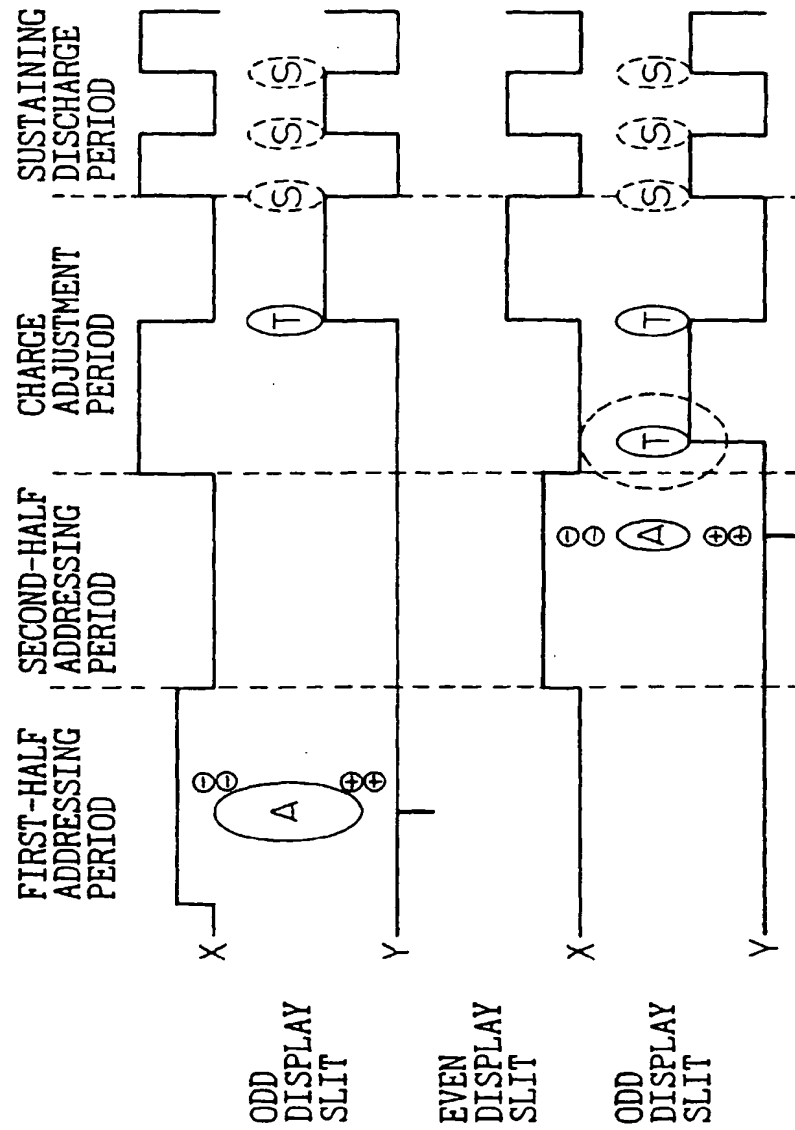 FIRST-HALF
ADDRESSING
PERIOD
SECOND-HALF
ADDRESSING
PERIOD
CHARGE
ADJUSTMENT
PERIOD
SUSTAINING
DISCHARGE
PERIOD
X
ODD
DISPLAY
SLIT
⊖ ⊖
A
⊕ ⊕
T
S
S
S
Y
EVEN
DISPLAY
SLIT
X
ODD
DISPLAY
SLIT
⊖ ⊖
A
⊕ ⊕
T
T
S
S
S
Y